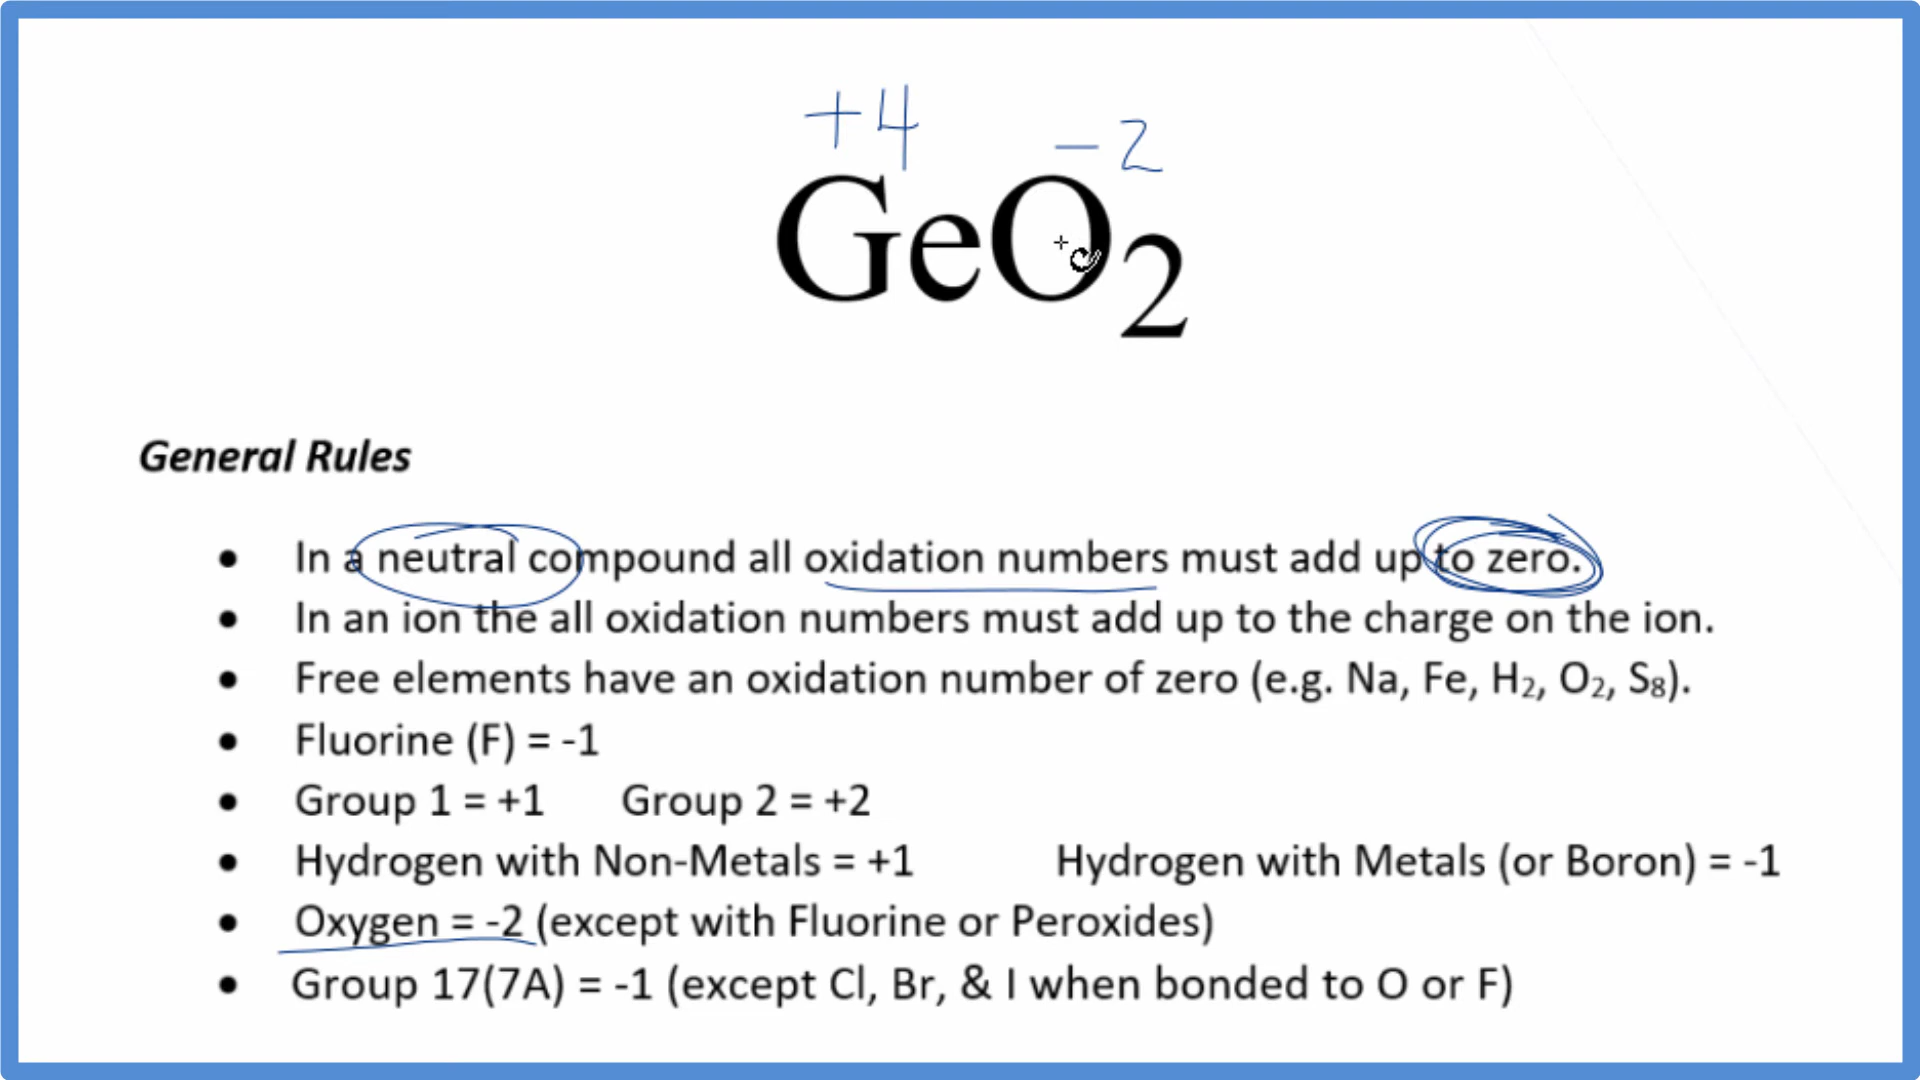 +4 -2
GeO₂
General Rules
• In a neutral compound all oxidation numbers must add up to zero.
• In an ion the all oxidation numbers must add up to the charge on the ion.
• Free elements have an oxidation number of zero (e.g. Na, Fe, H₂, O₂, S₈).
• Fluorine (F) = -1
• Group 1 = +1 Group 2 = +2
• Hydrogen with Non-Metals = +1 Hydrogen with Metals (or Boron) = -1
• Oxygen = -2 (except with Fluorine or Peroxides)
• Group 17(7A) = -1 (except Cl, Br, & I when bonded to O or F)